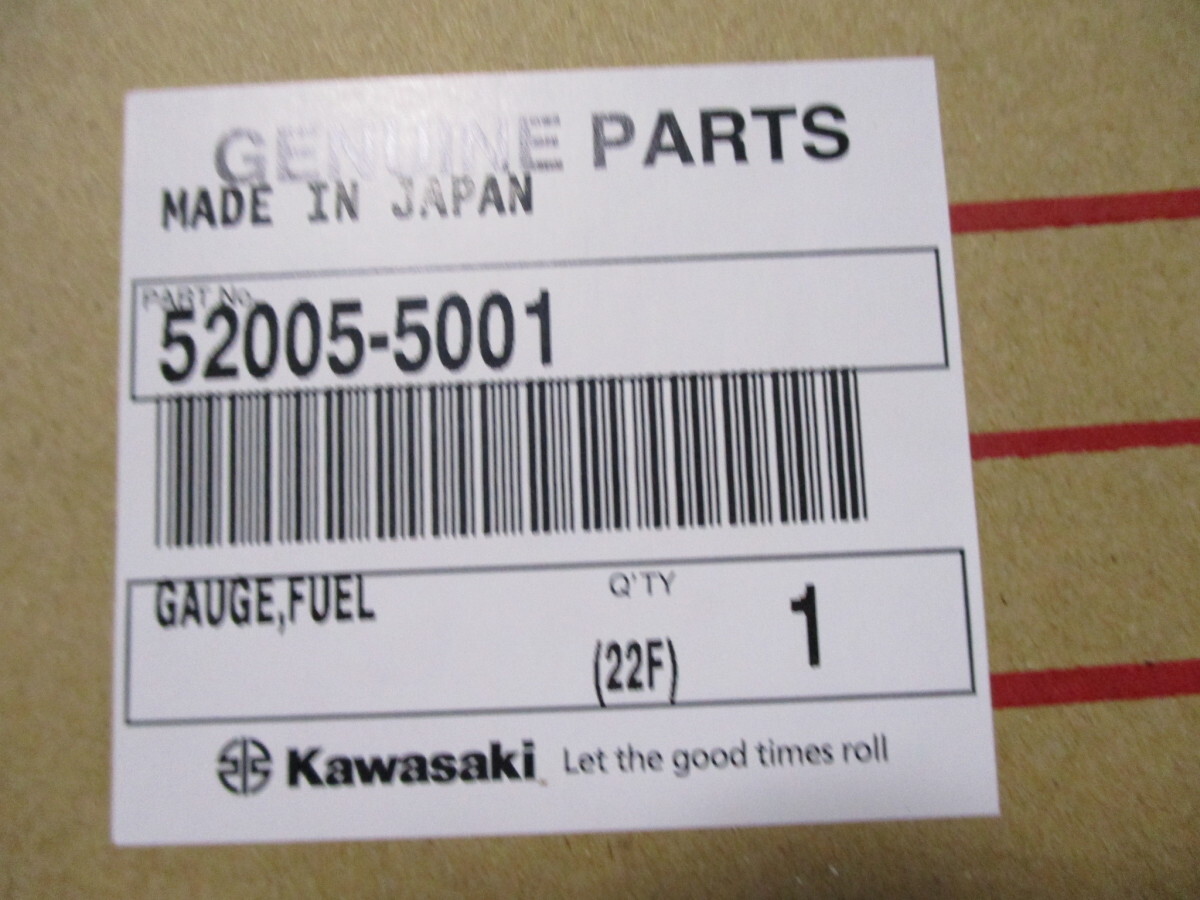 GENUINE PARTS
MADE IN JAPAN
PART No.
52005-5001
GAUGE,FUEL
Q'TY
1
(22F)
Kawasaki Let the good times roll